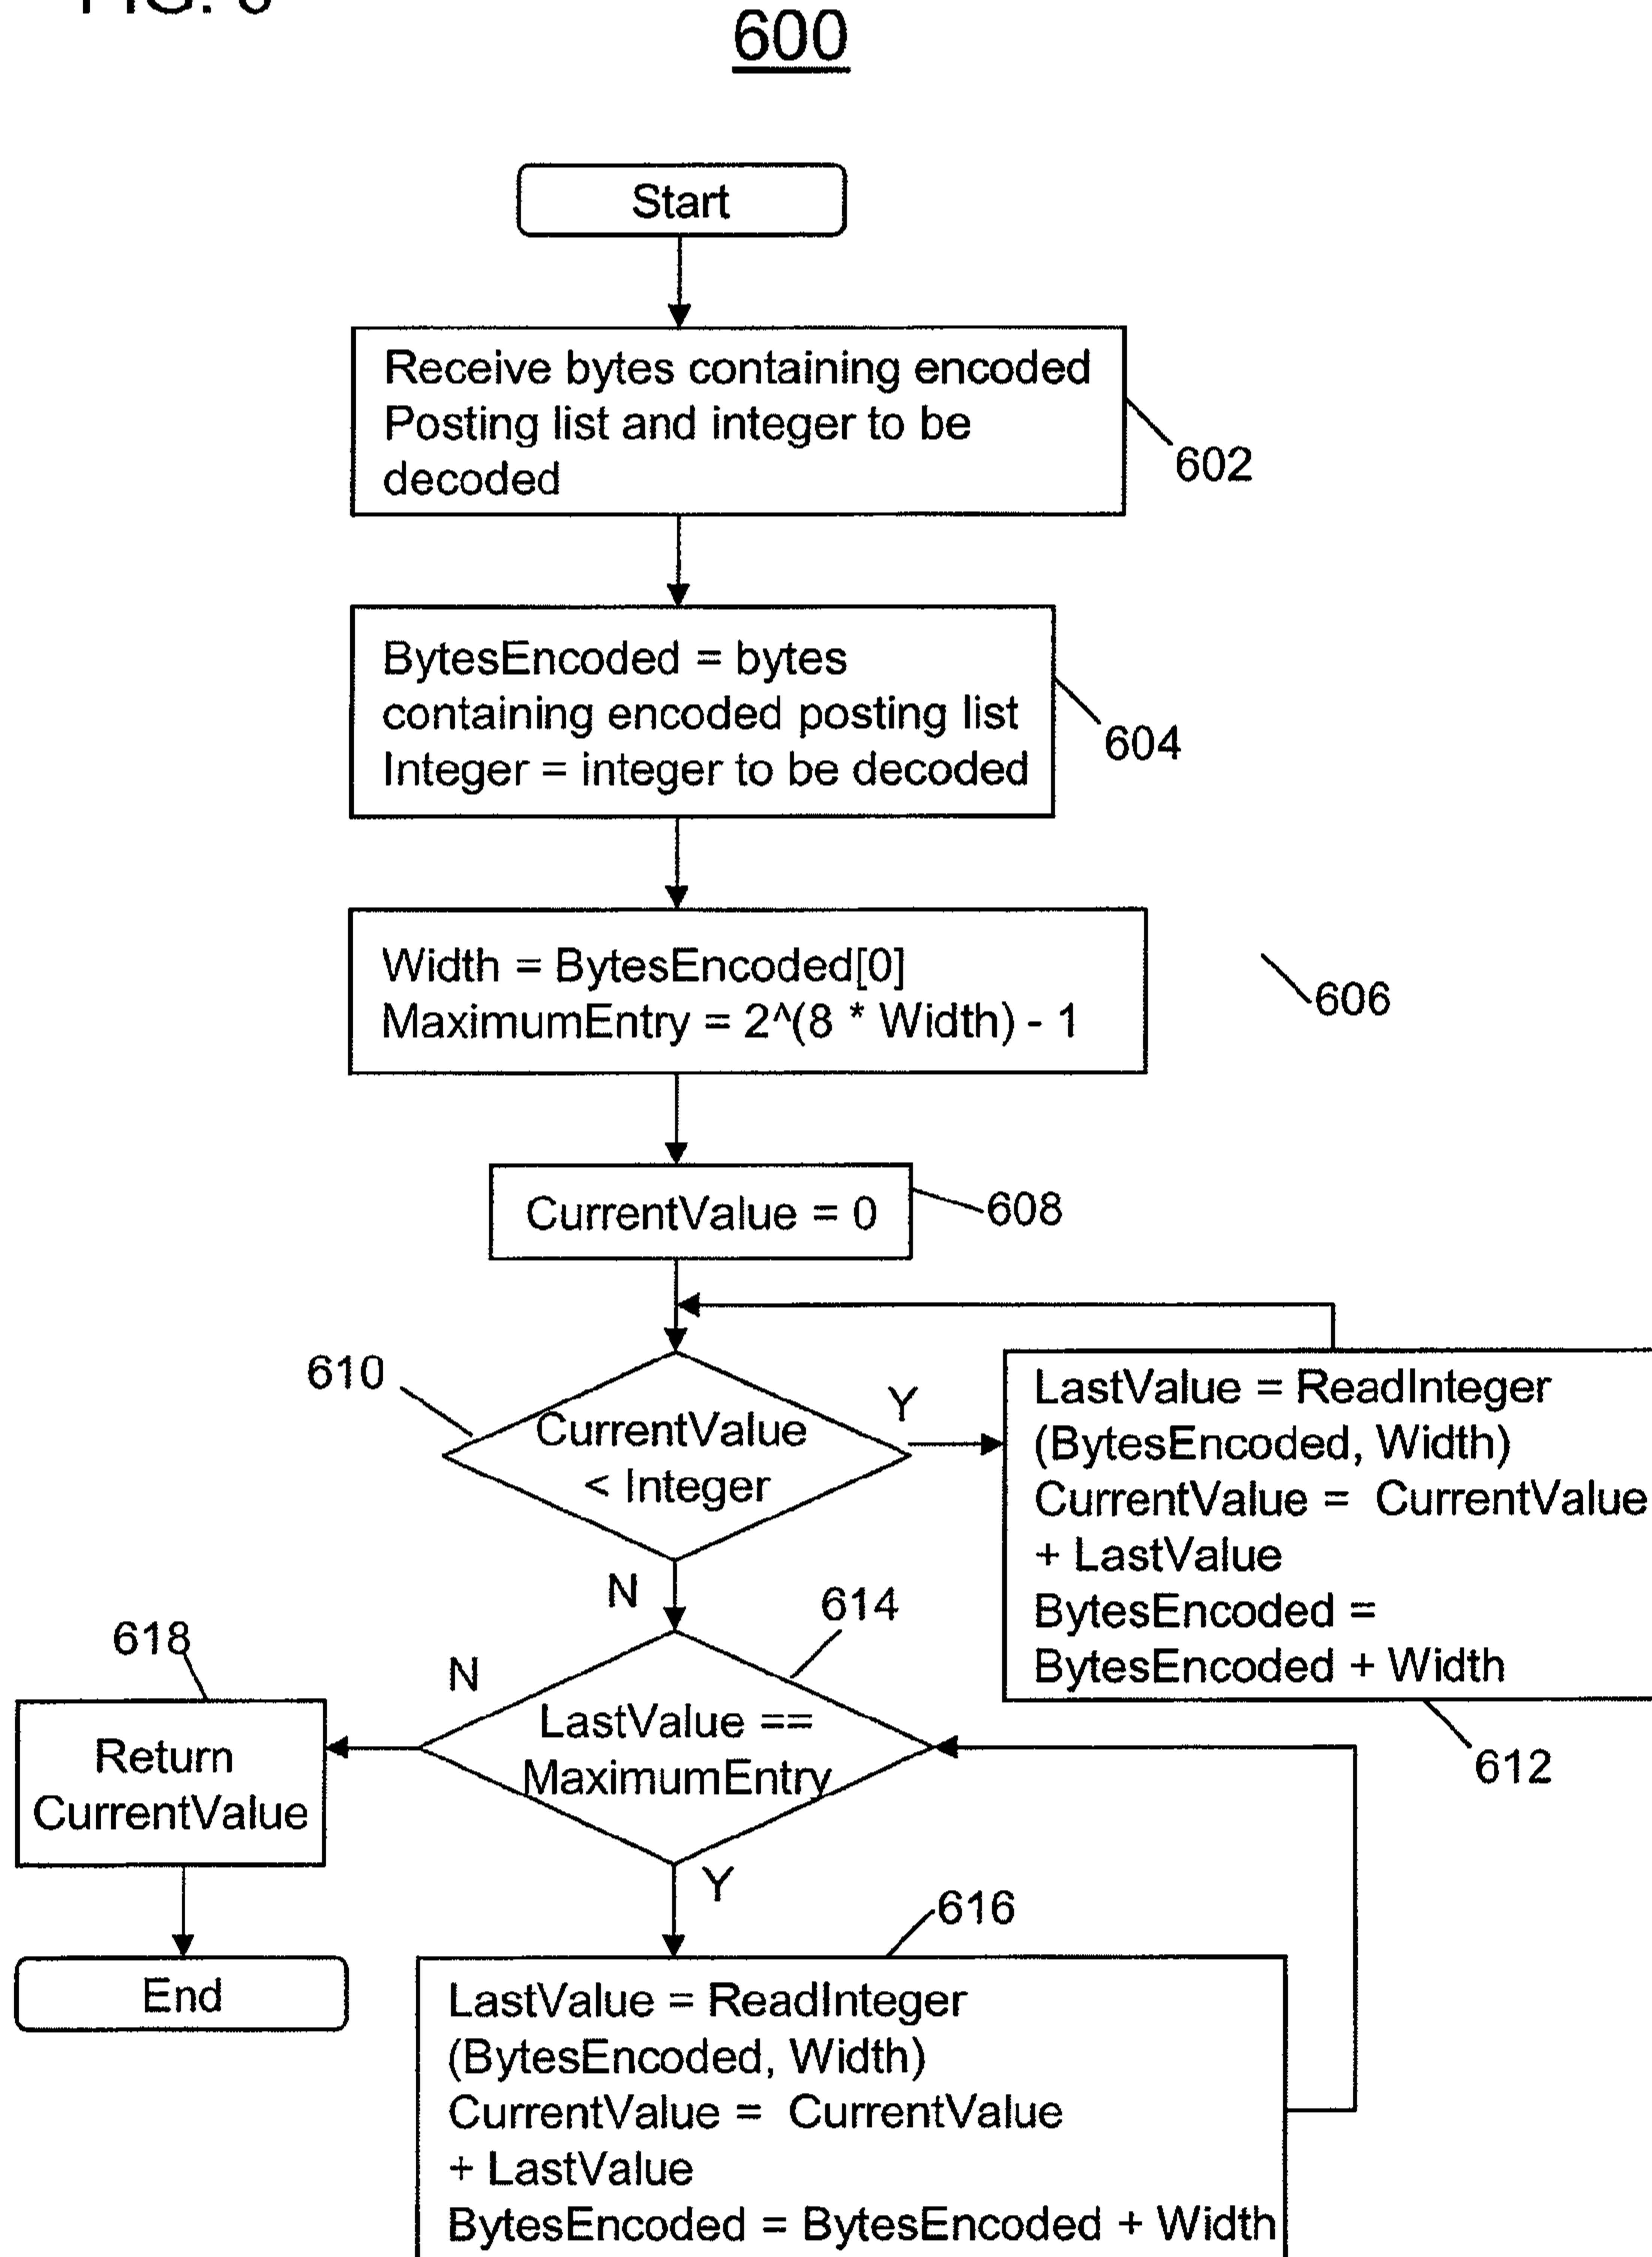 600
Start
Receive bytes containing encoded
Posting list and integer to be
decoded
602
BytesEncoded = bytes
containing encoded posting list
Integer = integer to be decoded
604
Width = BytesEncoded[0]
MaximumEntry = 2^(8 * Width) - 1
606
CurrentValue = 0
608
610
CurrentValue
< Integer
Y
LastValue = ReadInteger
(BytesEncoded, Width)
CurrentValue = CurrentValue
+ LastValue
BytesEncoded =
BytesEncoded + Width
612
N
614
LastValue ==
MaximumEntry
N
618
Return
CurrentValue
End
Y
616
LastValue = ReadInteger
(BytesEncoded, Width)
CurrentValue = CurrentValue
+ LastValue
BytesEncoded = BytesEncoded + Width